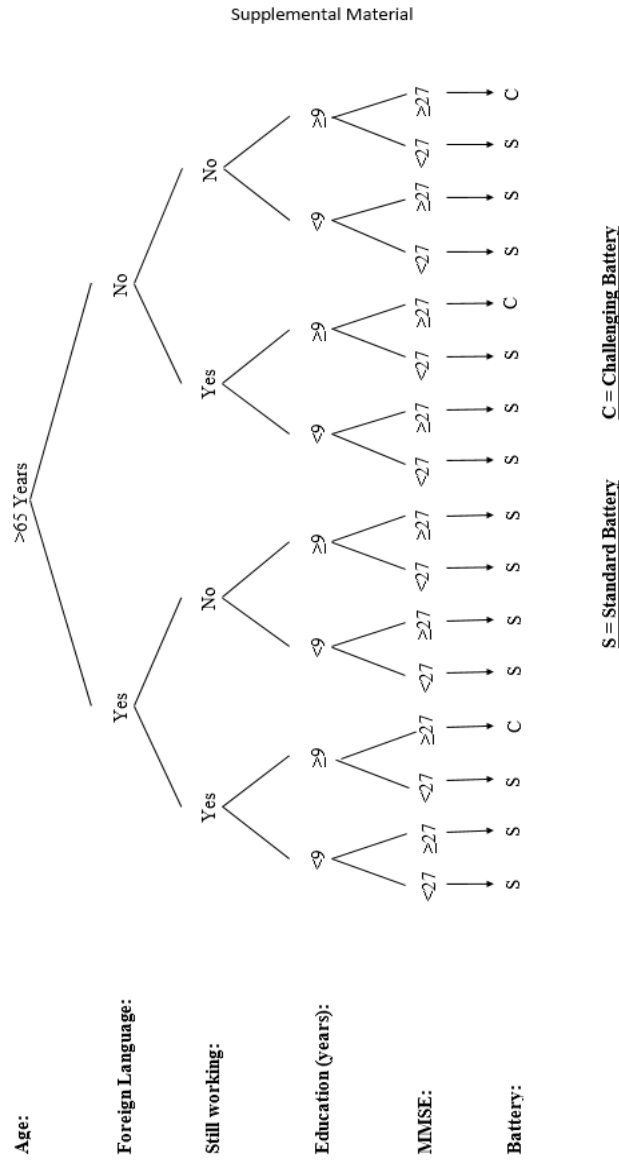 Supplemental Material
Age: >65 Years
Foreign Language: Yes No
Still working: Yes No Yes No
Education (years): <9 ≥9 <9 ≥9 <9 ≥9 <9 ≥9
MMSE: <27 ≥27 <27 ≥27 <27 ≥27 <27 ≥27 <27 ≥27 <27 ≥27 <27 ≥27 <27 ≥27
Battery: S S S C S S S S S S S C S S S C
S = Standard Battery C = Challenging Battery